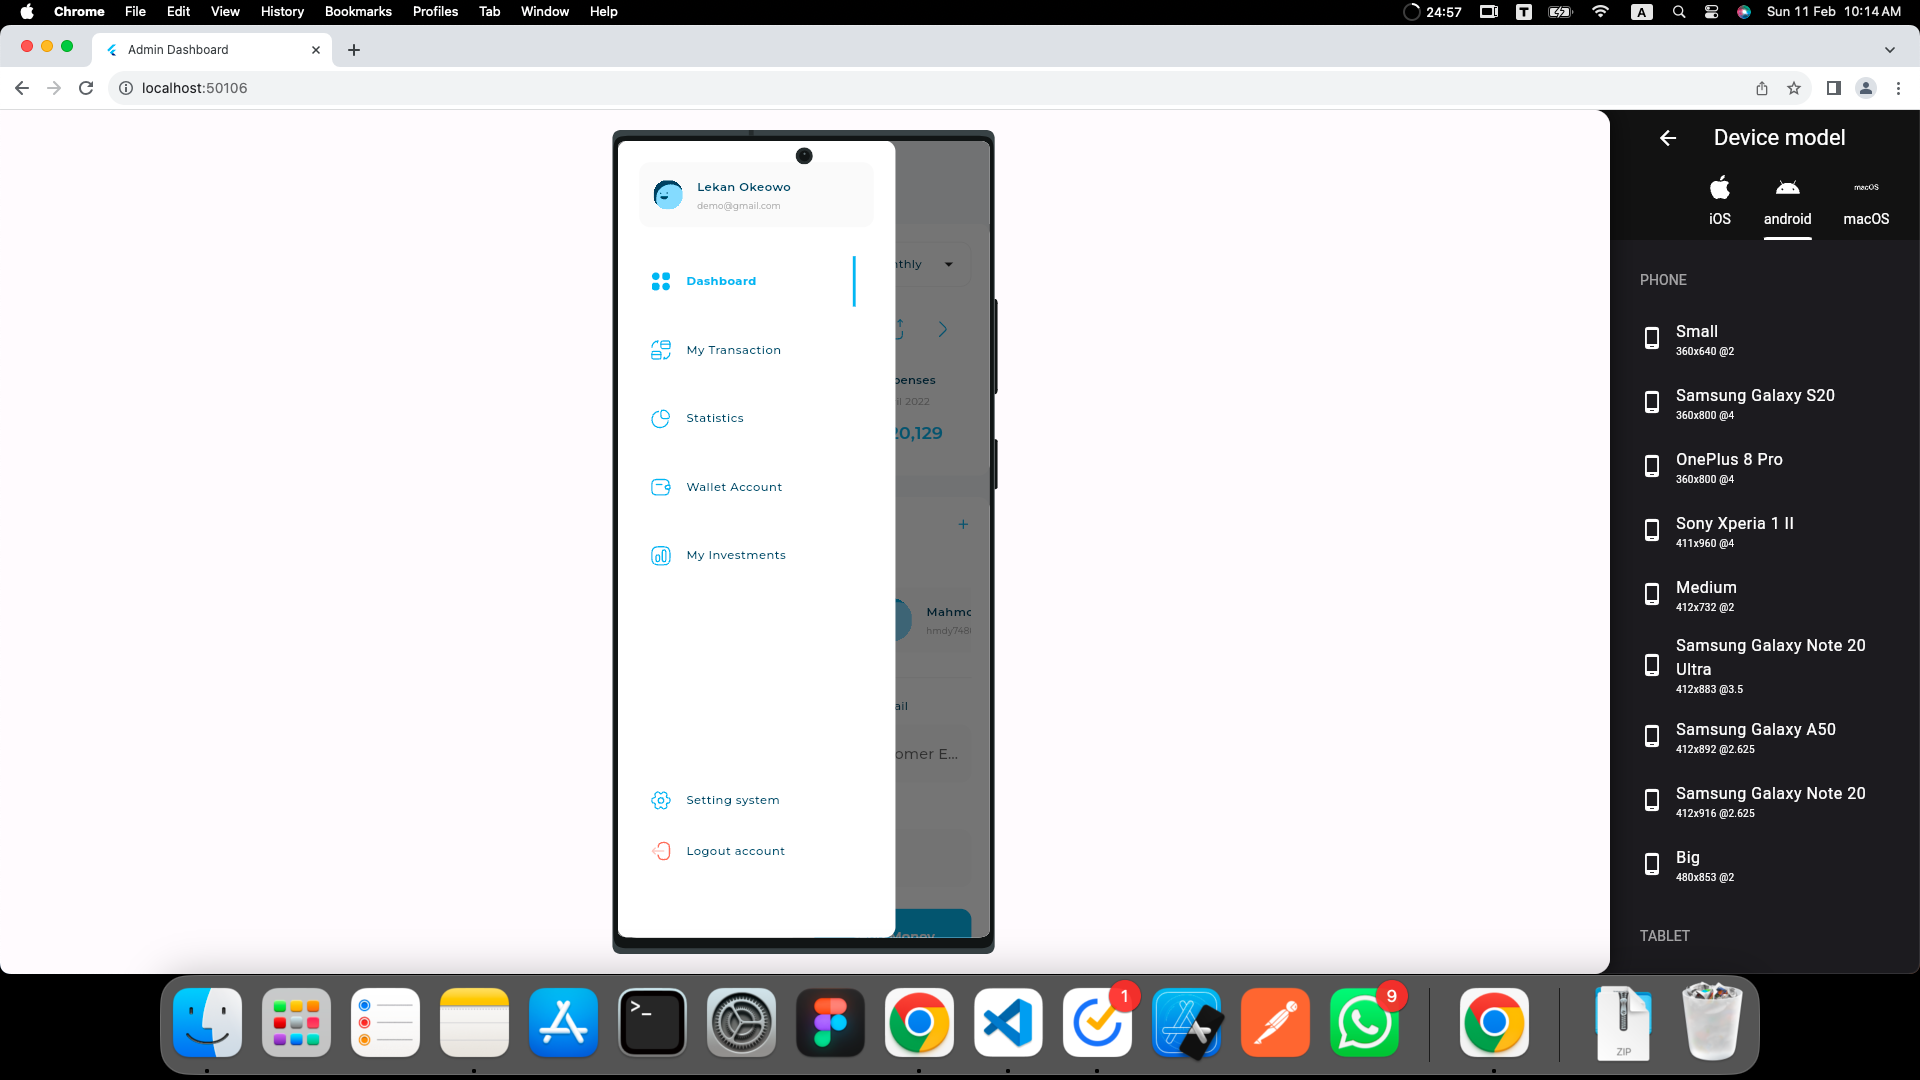 Chrome File Edit View History Bookmarks Profiles Tab Window Help 24:57 T A Sun 11 Feb 10:14 AM
Admin Dashboard
localhost:50106
Lekan Okeowo
demo@gmail.com
Dashboard
My Transaction
Statistics
Wallet Account
My Investments
Setting system
Logout account
nthly
penses
il 2022
20,129
+
Mahmo
hmdy748
ail
omer E...
Money
Device model
macOS
iOS android macOS
PHONE
Small
360x640 @2
Samsung Galaxy S20
360x800 @4
OnePlus 8 Pro
360x800 @4
Sony Xperia 1 II
411x960 @4
Medium
412x732 @2
Samsung Galaxy Note 20
Ultra
412x883 @3.5
Samsung Galaxy A50
412x892 @2.625
Samsung Galaxy Note 20
412x916 @2.625
Big
480x853 @2
TABLET
>_
1
9
ZIP